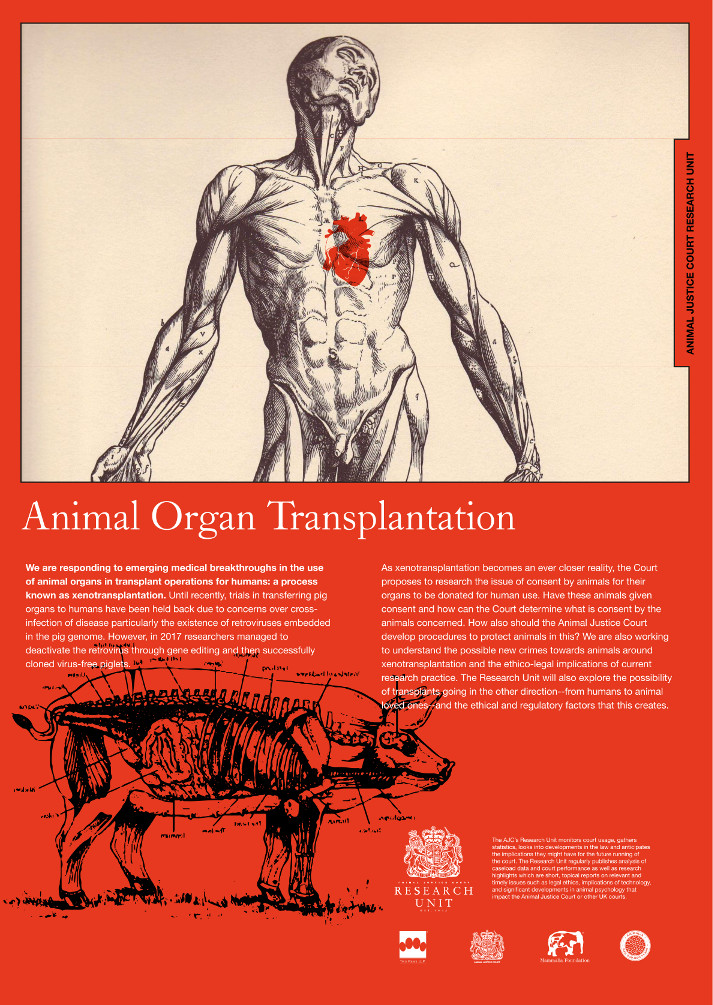 ANIMAL JUSTICE COURT RESEARCH UNIT
Animal Organ Transplantation
We are responding to emerging medical breakthroughs in the use
of animal organs in transplant operations for humans: a process
known as xenotransplantation. Until recently, trials in transferring pig
organs to humans have been held back due to concerns over cross-
infection of disease particularly the existence of retroviruses embedded
in the pig genome. However, in 2017 researchers managed to
deactivate the retrovirus through gene editing and then successfully
cloned virus-free piglets.
As xenotransplantation becomes an ever closer reality, the Court
proposes to research the issue of consent by animals for their
organs to be donated for human use. Have these animals given
consent and how can the Court determine what is consent by the
animals concerned. How also should the Animal Justice Court
develop procedures to protect animals in this? We are also working
to understand the possible new crimes towards animals around
xenotransplantation and the ethico-legal implications of current
research practice. The Research Unit will also explore the possibility
of transplants going in the other direction—from humans to animal
loved ones—and the ethical and regulatory factors that this creates.
ANIMAL JUSTICE COURT
RESEARCH
UNIT
The AJC's Research Unit monitors court usage, gathers
statistics, looks into developments in the law and anticipates
the implications they might have for the future running of
the court. The Research Unit regularly publishes analysis of
caseload data and court performance as well as research
highlights which are short, topical reports on relevant and
timely issues such as legal ethics, implications of technology,
and significant developments in animal psychology that
impact the Animal Justice Court or other UK courts.
Mammalia Foundation